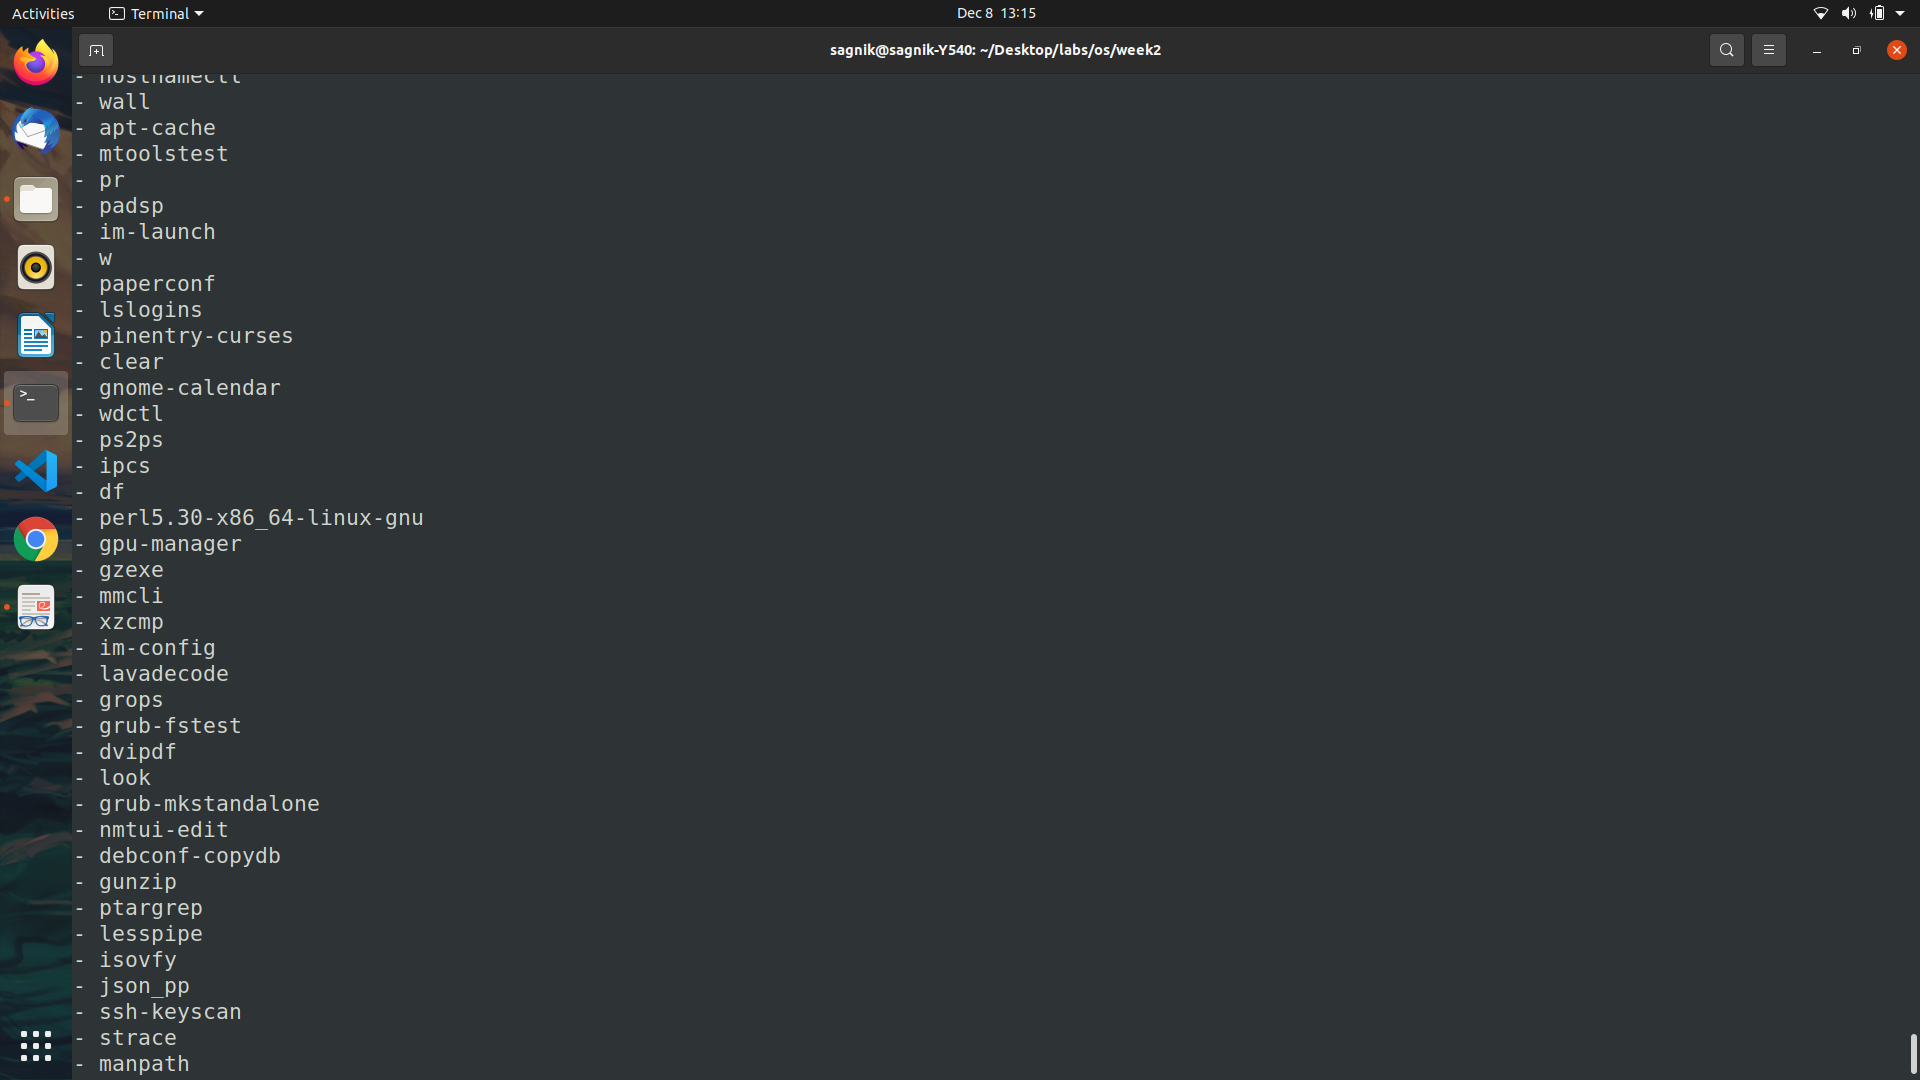 Activities
Terminal
Dec 8 13:15
sagnik@sagnik-Y540: ~/Desktop/labs/os/week2
- hostnamectl
- wall
- apt-cache
- mtoolstest
- pr
- padsp
- im-launch
- w
- paperconf
- lslogins
- pinentry-curses
- clear
- gnome-calendar
- wdctl
- ps2ps
- ipcs
- df
- perl5.30-x86_64-linux-gnu
- gpu-manager
- gzexe
- mmcli
- xzcmp
- im-config
- lavadecode
- grops
- grub-fstest
- dvipdf
- look
- grub-mkstandalone
- nmtui-edit
- debconf-copydb
- gunzip
- ptargrep
- lesspipe
- isovfy
- json_pp
- ssh-keyscan
- strace
- manpath